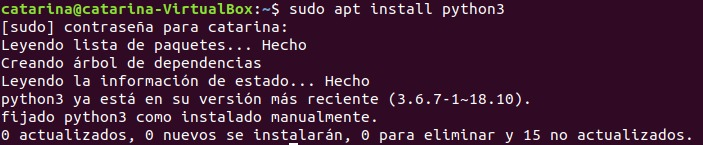 catarina@catarina-VirtualBox:~$ sudo apt install python3
[sudo] contraseña para catarina:
Leyendo lista de paquetes... Hecho
Creando árbol de dependencias
Leyendo la información de estado... Hecho
python3 ya está en su versión más reciente (3.6.7-1~18.10).
fijado python3 como instalado manualmente.
0 actualizados, 0 nuevos se instalarán, 0 para eliminar y 15 no actualizados.